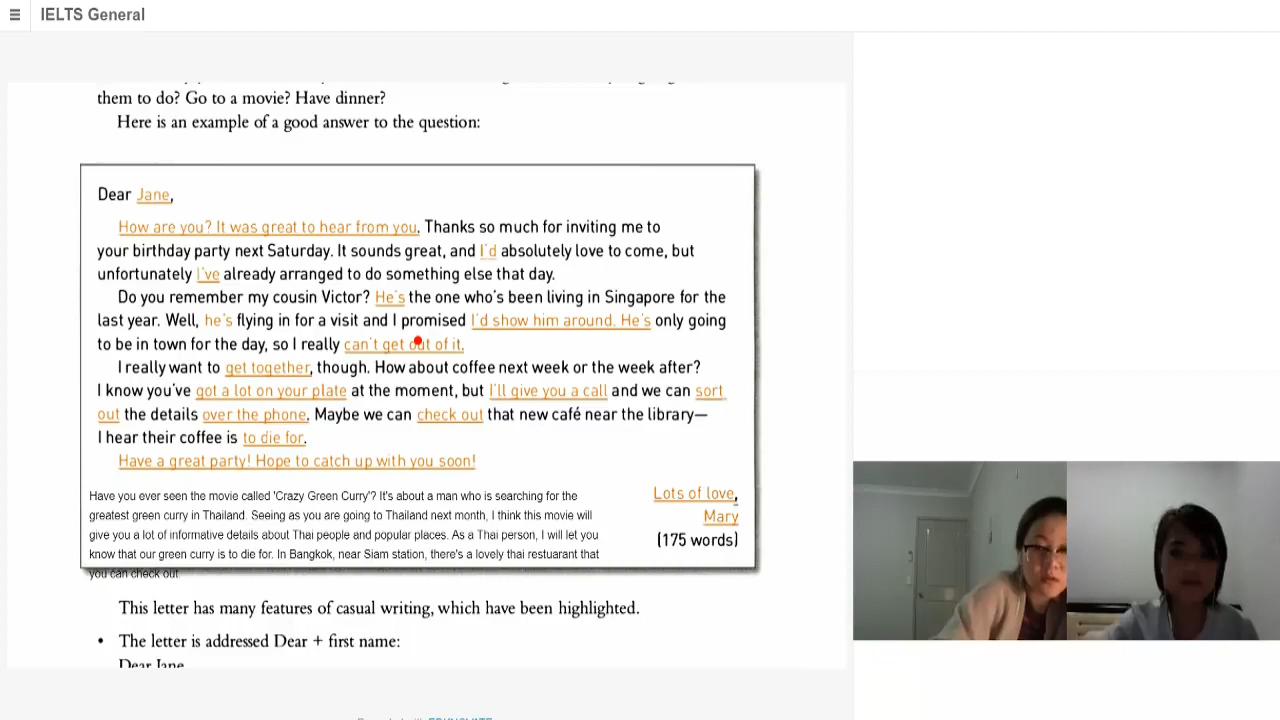 IELTS General
them to do? Go to a movie? Have dinner?
Here is an example of a good answer to the question:
Dear Jane,
How are you? It was great to hear from you. Thanks so much for inviting me to
your birthday party next Saturday. It sounds great, and I'd absolutely love to come, but
unfortunately I've already arranged to do something else that day.
Do you remember my cousin Victor? He's the one who's been living in Singapore for the
last year. Well, he's flying in for a visit and I promised I'd show him around. He's only going
to be in town for the day, so I really can't get out of it.
I really want to get together, though. How about coffee next week or the week after?
I know you've got a lot on your plate at the moment, but I'll give you a call and we can sort
out the details over the phone. Maybe we can check out that new café near the library—
I hear their coffee is to die for.
Have a great party! Hope to catch up with you soon!
Lots of love,
Mary
(175 words)
Have you ever seen the movie called 'Crazy Green Curry'? It's about a man who is searching for the
greatest green curry in Thailand. Seeing as you are going to Thailand next month, I think this movie will
give you a lot of informative details about Thai people and popular places. As a Thai person, I will let you
know that our green curry is to die for. In Bangkok, near Siam station, there's a lovely thai restuarant that
you can check out
This letter has many features of casual writing, which have been highlighted.
• The letter is addressed Dear + first name:
Dear Jane